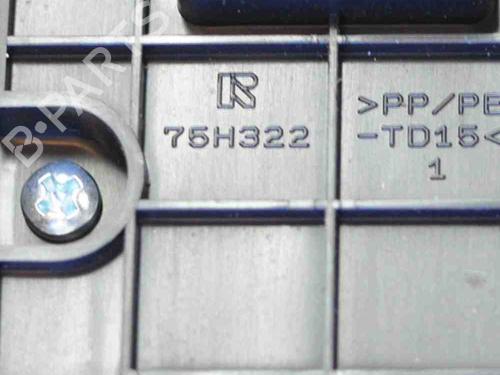 R
75H322
>PP/PE
-TD15<
1
B·PARTS